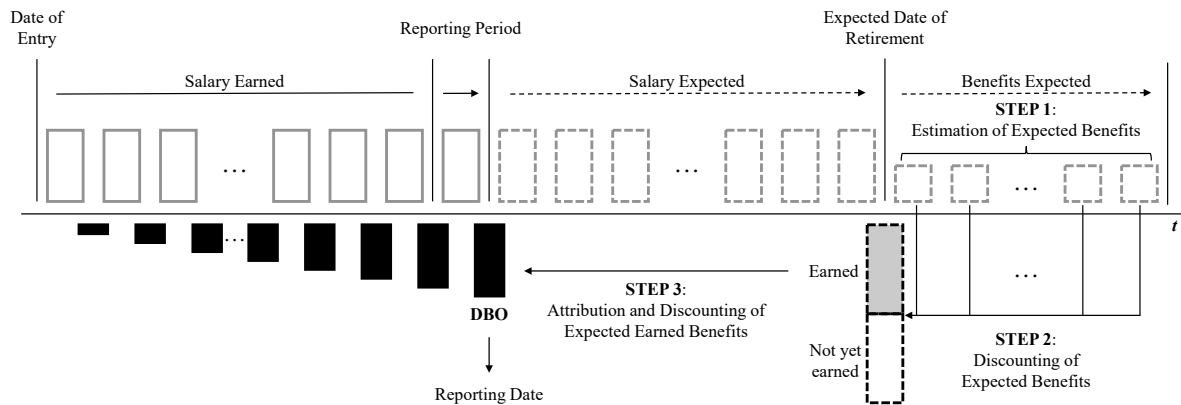 Date of
Entry
Reporting Period
Expected Date of
Retirement
Salary Earned
Salary Expected
Benefits Expected
STEP 1:
Estimation of Expected Benefits
...
...
...
t
...
Earned
...
STEP 3:
Attribution and Discounting of
Expected Earned Benefits
DBO
Not yet
earned
STEP 2:
Discounting of
Expected Benefits
Reporting Date